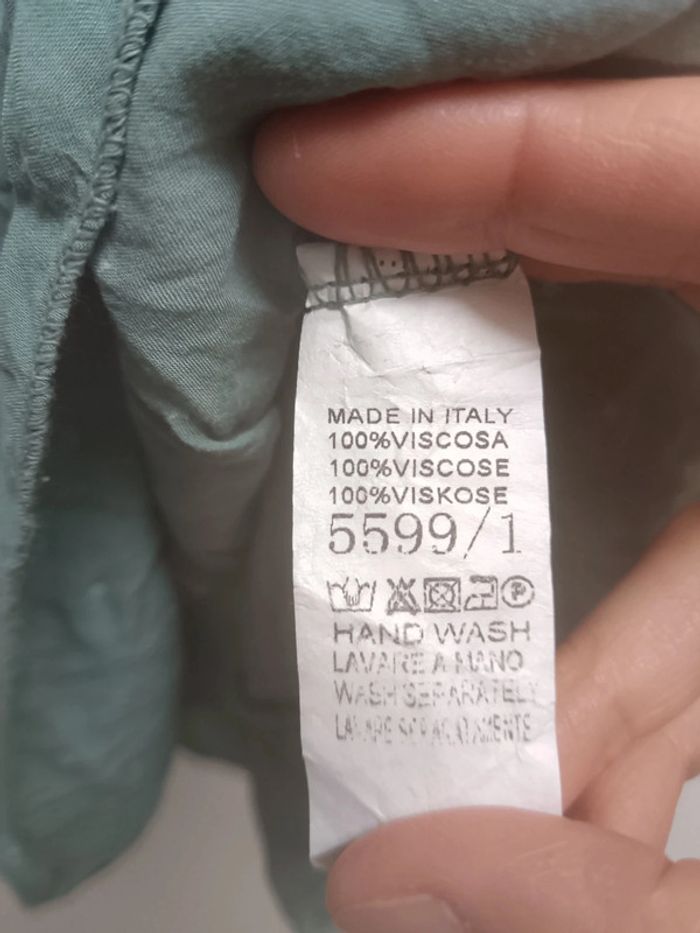 MADE IN ITALY
100%VISCOSA
100%VISCOSE
100%VISKOSE
5599/1
P
HAND WASH
LAVARE A MANO
WASH SEPARATELY
LAVARE SEPARATAMENTE